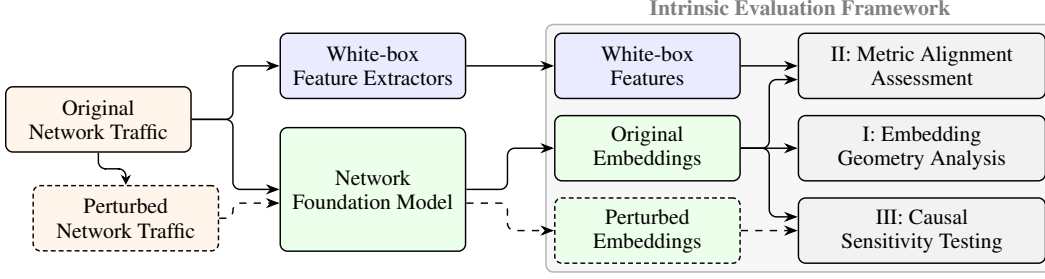 Intrinsic Evaluation Framework
Original
Network Traffic
Perturbed
Network Traffic
White-box
Feature Extractors
Network
Foundation Model
White-box
Features
Original
Embeddings
Perturbed
Embeddings
II: Metric Alignment
Assessment
I: Embedding
Geometry Analysis
III: Causal
Sensitivity Testing